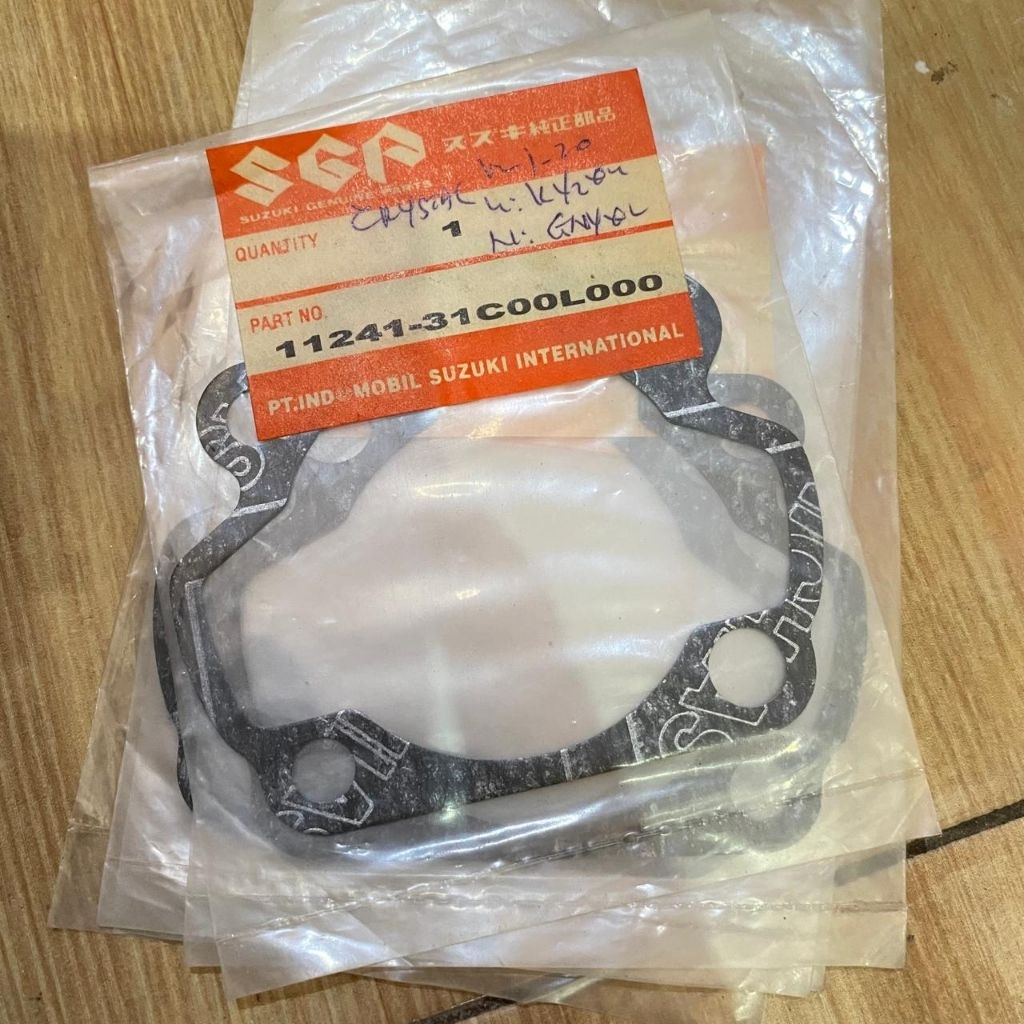 SGP
スズキ純正部品
SUZUKI GENUINE PARTS
QUANTITY
1
PART NO.
11241-31C00L000
PT.INDOMOBIL SUZUKI INTERNATIONAL